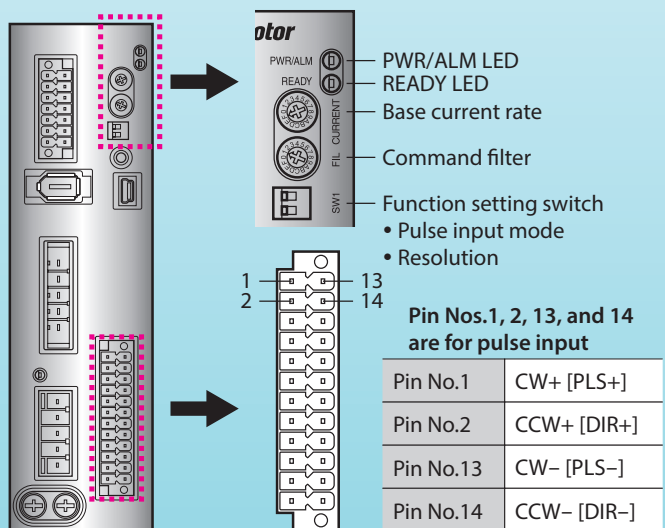 otor
PWR/ALM
PWR/ALM LED
READY
READY LED
CURRENT
Base current rate
FIL
Command filter
SW1
Function setting switch
• Pulse input mode
• Resolution
1
13
2
14
Pin Nos.1, 2, 13, and 14
are for pulse input
Pin No.1 CW+ [PLS+]
Pin No.2 CCW+ [DIR+]
Pin No.13 CW– [PLS–]
Pin No.14 CCW– [DIR–]